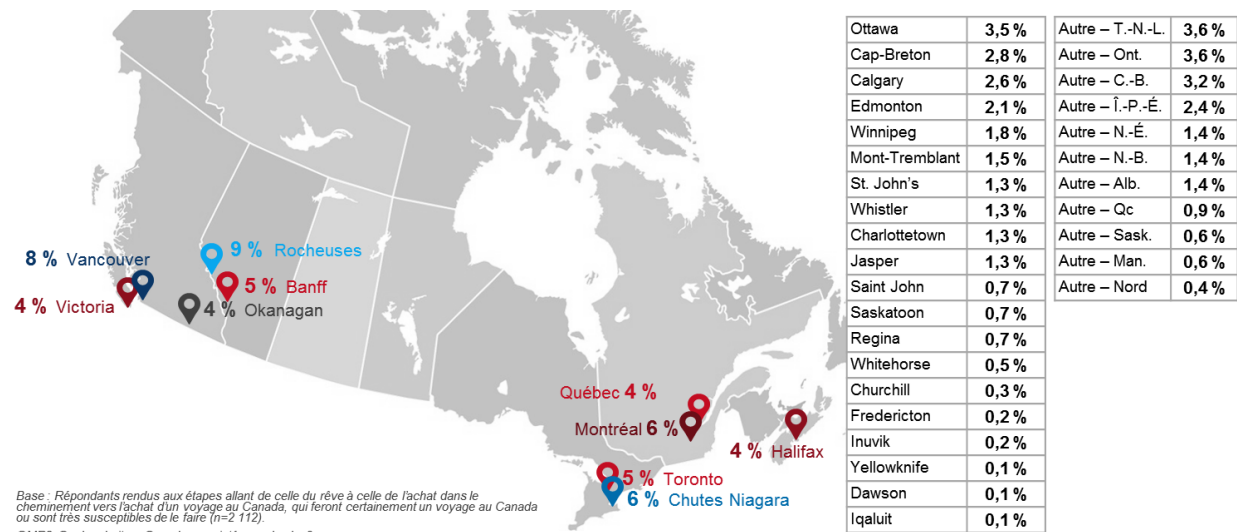 9 % Rocheuses
8 % Vancouver
5 % Banff
4 % Victoria
4 % Okanagan
Québec 4 %
Montréal 6 %
4 % Halifax
5 % Toronto
6 % Chutes Niagara
Base : Répondants rendus aux étapes allant de celle du rêve à celle de l'achat dans le
cheminement vers l'achat d'un voyage au Canada, qui feront certainement un voyage au Canada
ou sont très susceptibles de le faire (n=2 112).
Ottawa 3,5 %
Cap-Breton 2,8 %
Calgary 2,6 %
Edmonton 2,1 %
Winnipeg 1,8 %
Mont-Tremblant 1,5 %
St. John's 1,3 %
Whistler 1,3 %
Charlottetown 1,3 %
Jasper 1,3 %
Saint John 0,7 %
Saskatoon 0,7 %
Regina 0,7 %
Whitehorse 0,5 %
Churchill 0,3 %
Fredericton 0,2 %
Inuvik 0,2 %
Yellowknife 0,1 %
Dawson 0,1 %
Iqaluit 0,1 %
Autre – T.-N.-L. 3,6 %
Autre – Ont. 3,6 %
Autre – C.-B. 3,2 %
Autre – Î.-P.-É. 2,4 %
Autre – N.-É. 1,4 %
Autre – N.-B. 1,4 %
Autre – Alb. 1,4 %
Autre – Qc 0,9 %
Autre – Sask. 0,6 %
Autre – Man. 0,6 %
Autre – Nord 0,4 %